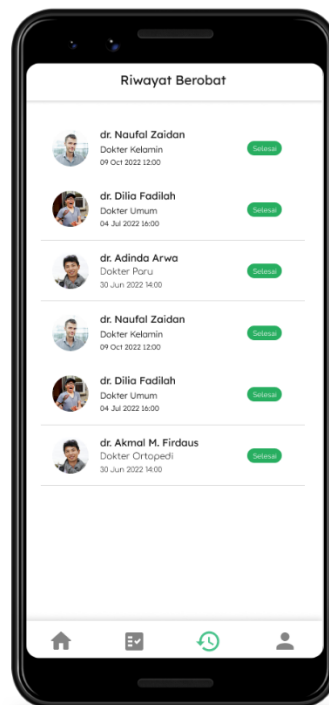 Riwayat Berobat
dr. Naufal Zaidan
Dokter Kelamin
09 Oct 2022 12:00
Selesai
dr. Dilia Fadilah
Dokter Umum
04 Jul 2022 16:00
Selesai
dr. Adinda Arwa
Dokter Paru
30 Jun 2022 14:00
Selesai
dr. Naufal Zaidan
Dokter Kelamin
09 Oct 2022 12:00
Selesai
dr. Dilia Fadilah
Dokter Umum
04 Jul 2022 16:00
Selesai
dr. Akmal M. Firdaus
Dokter Ortopedi
30 Jun 2022 14:00
Selesai